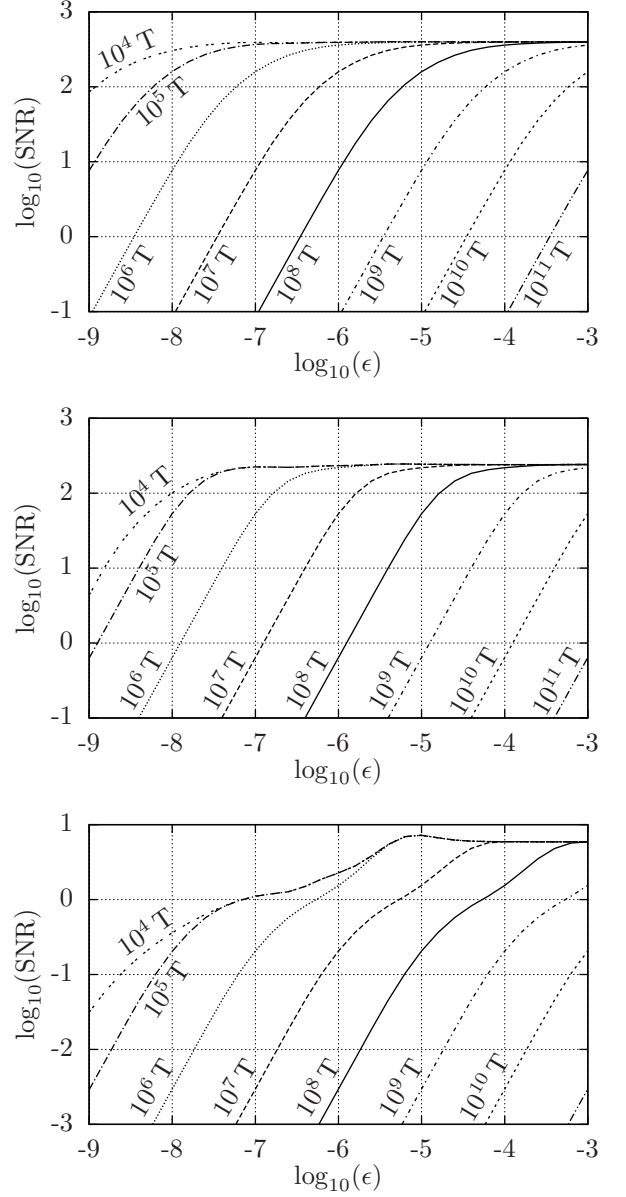 3
2
1
0
-1
log₁₀(SNR)
10⁴ T
10⁵ T
10⁶ T
10⁷ T
10⁸ T
10⁹ T
10¹⁰ T
10¹¹ T
-9 -8 -7 -6 -5 -4 -3
log₁₀(ϵ)
3
2
1
0
-1
log₁₀(SNR)
10⁴ T
10⁵ T
10⁶ T
10⁷ T
10⁸ T
10⁹ T
10¹⁰ T
10¹¹ T
-9 -8 -7 -6 -5 -4 -3
log₁₀(ϵ)
1
0
-1
-2
-3
log₁₀(SNR)
10⁴ T
10⁵ T
10⁶ T
10⁷ T
10⁸ T
10⁹ T
10¹⁰ T
-9 -8 -7 -6 -5 -4 -3
log₁₀(ϵ)